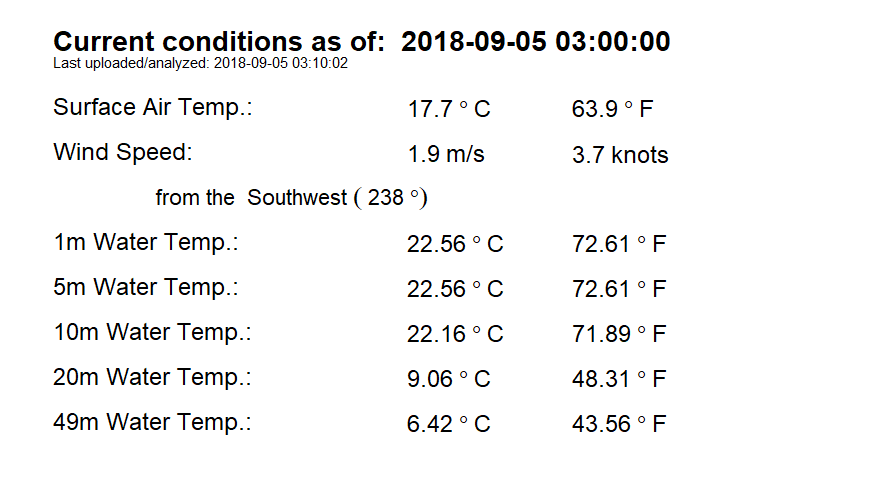 Current conditions as of: 2018-09-05 03:00:00
Last uploaded/analyzed: 2018-09-05 03:10:02
Surface Air Temp.: 17.7 ° C 63.9 ° F
Wind Speed: 1.9 m/s 3.7 knots
from the Southwest ( 238 °)
1m Water Temp.: 22.56 ° C 72.61 ° F
5m Water Temp.: 22.56 ° C 72.61 ° F
10m Water Temp.: 22.16 ° C 71.89 ° F
20m Water Temp.: 9.06 ° C 48.31 ° F
49m Water Temp.: 6.42 ° C 43.56 ° F